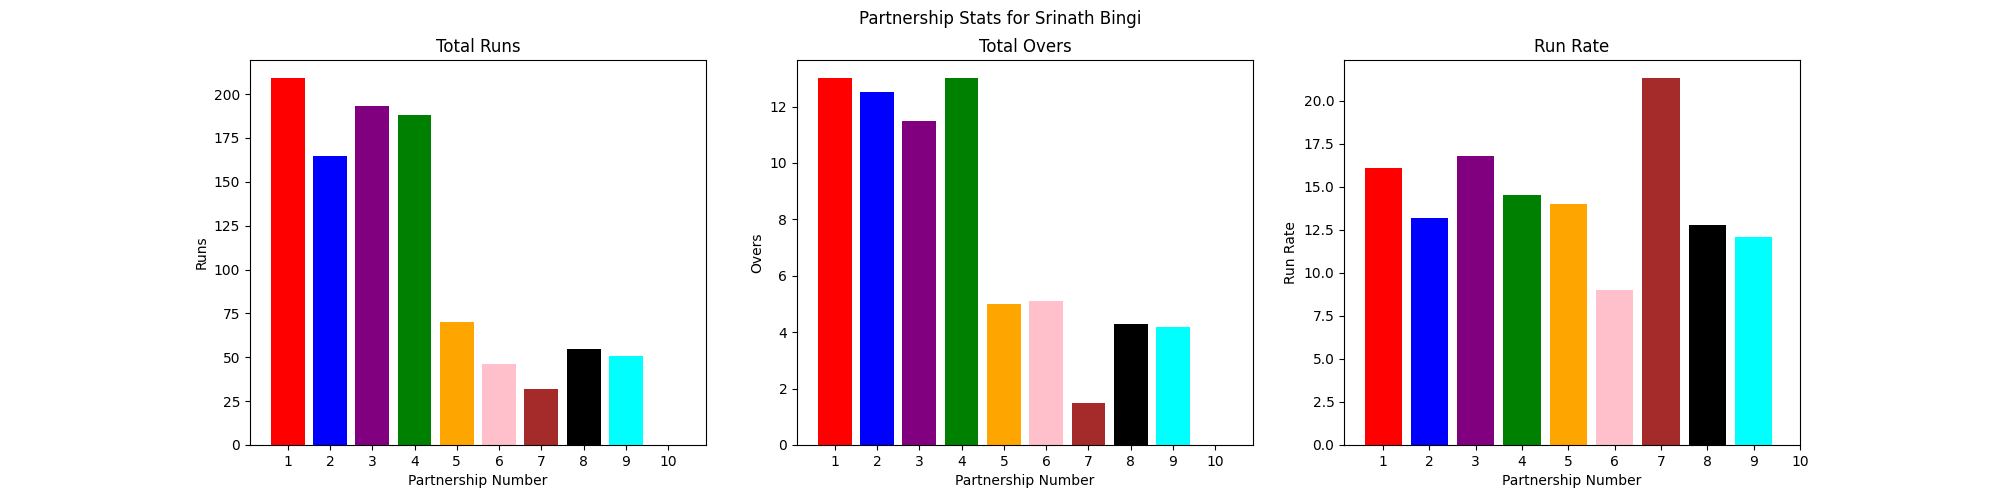 Partnership Stats for Srinath Bingi
Total Runs
Runs
200
175
150
125
100
75
50
25
0
1 2 3 4 5 6 7 8 9 10
Partnership Number
Total Overs
Overs
12
10
8
6
4
2
0
1 2 3 4 5 6 7 8 9 10
Partnership Number
Run Rate
Run Rate
20.0
17.5
15.0
12.5
10.0
7.5
5.0
2.5
0.0
1 2 3 4 5 6 7 8 9 10
Partnership Number